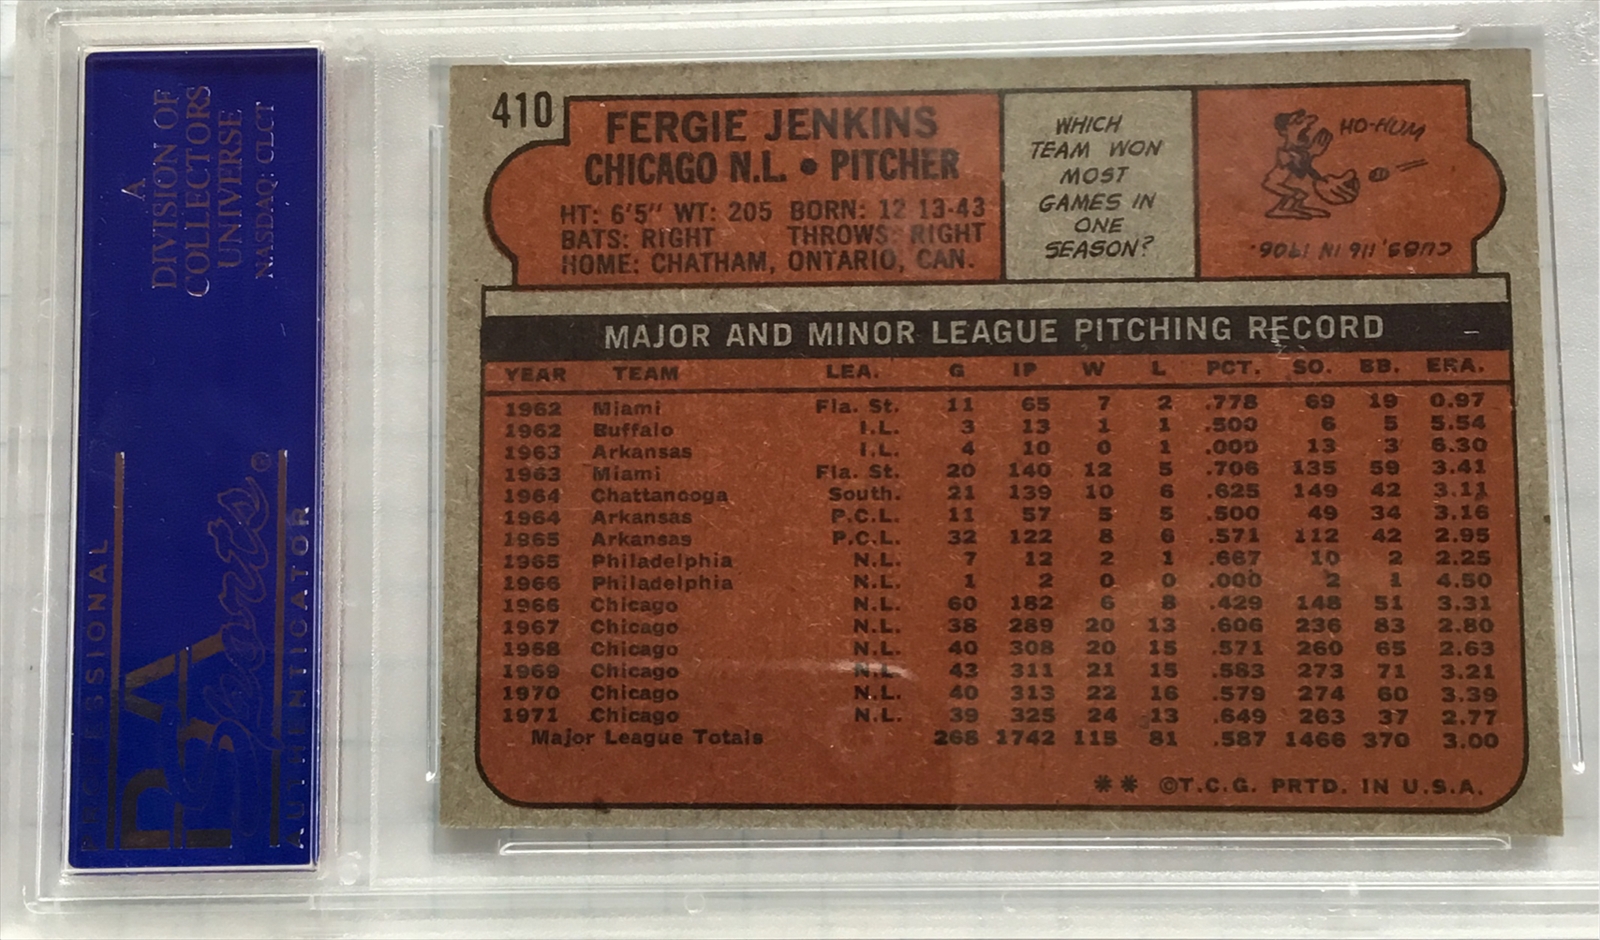 A
DIVISION OF
COLLECTORS
UNIVERSE
NASDAQ: CLCT
PROFESSIONAL
PSA
Sports®
AUTHENTICATOR
410
FERGIE JENKINS
CHICAGO N.L. • PITCHER
HT: 6'5" WT: 205 BORN: 12-13-43
BATS: RIGHT THROWS: RIGHT
HOME: CHATHAM, ONTARIO, CAN.
WHICH
TEAM WON
MOST
GAMES IN
ONE
SEASON?
HO-HUM
CUBS, 116 IN 1906.
MAJOR AND MINOR LEAGUE PITCHING RECORD
YEAR TEAM LEA. G IP W L PCT. SO. BB. ERA.
1962 Miami Fla. St. 11 65 7 2 .778 69 19 0.97
1962 Buffalo I.L. 3 13 1 1 .500 6 5 5.54
1963 Arkansas I.L. 4 10 0 1 .000 13 3 6.30
1963 Miami Fla. St. 20 140 12 5 .706 135 59 3.41
1964 Chattanooga South. 21 139 10 6 .625 149 42 3.11
1964 Arkansas P.C.L. 11 57 5 5 .500 49 34 3.16
1965 Arkansas P.C.L. 32 122 8 6 .571 112 42 2.95
1965 Philadelphia N.L. 7 12 2 1 .667 10 2 2.25
1966 Philadelphia N.L. 1 2 0 0 .000 2 1 4.50
1966 Chicago N.L. 60 182 6 8 .429 148 51 3.31
1967 Chicago N.L. 38 289 20 13 .606 236 83 2.80
1968 Chicago N.L. 40 308 20 15 .571 260 65 2.63
1969 Chicago N.L. 43 311 21 15 .583 273 71 3.21
1970 Chicago N.L. 40 313 22 16 .579 274 60 3.39
1971 Chicago N.L. 39 325 24 13 .649 263 37 2.77
Major League Totals 268 1742 115 81 .587 1466 370 3.00
** ©T.C.G. PRTD. IN U.S.A.